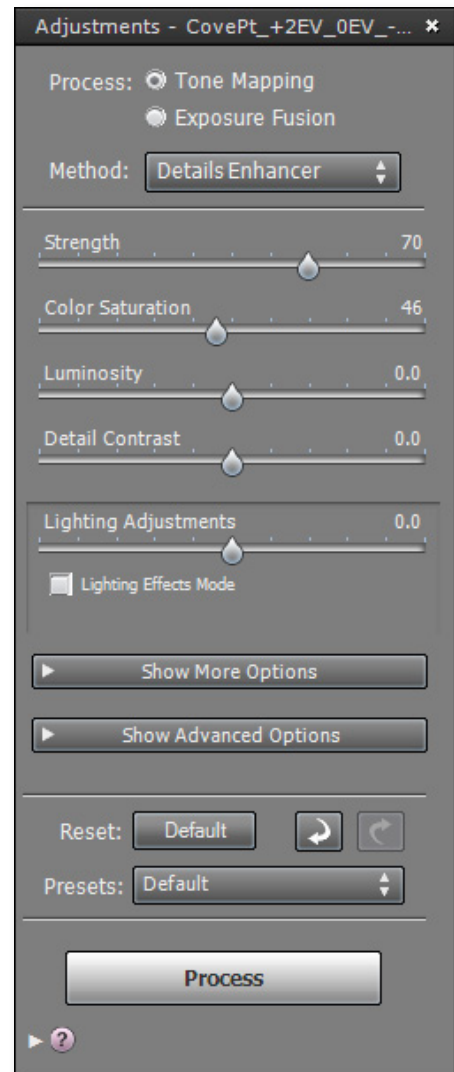 Adjustments - CovePt_+2EV_0EV_-...
Process: Tone Mapping
Exposure Fusion
Method: Details Enhancer
Strength 70
Color Saturation 46
Luminosity 0.0
Detail Contrast 0.0
Lighting Adjustments 0.0
Lighting Effects Mode
Show More Options
Show Advanced Options
Reset: Default
Presets: Default
Process
?